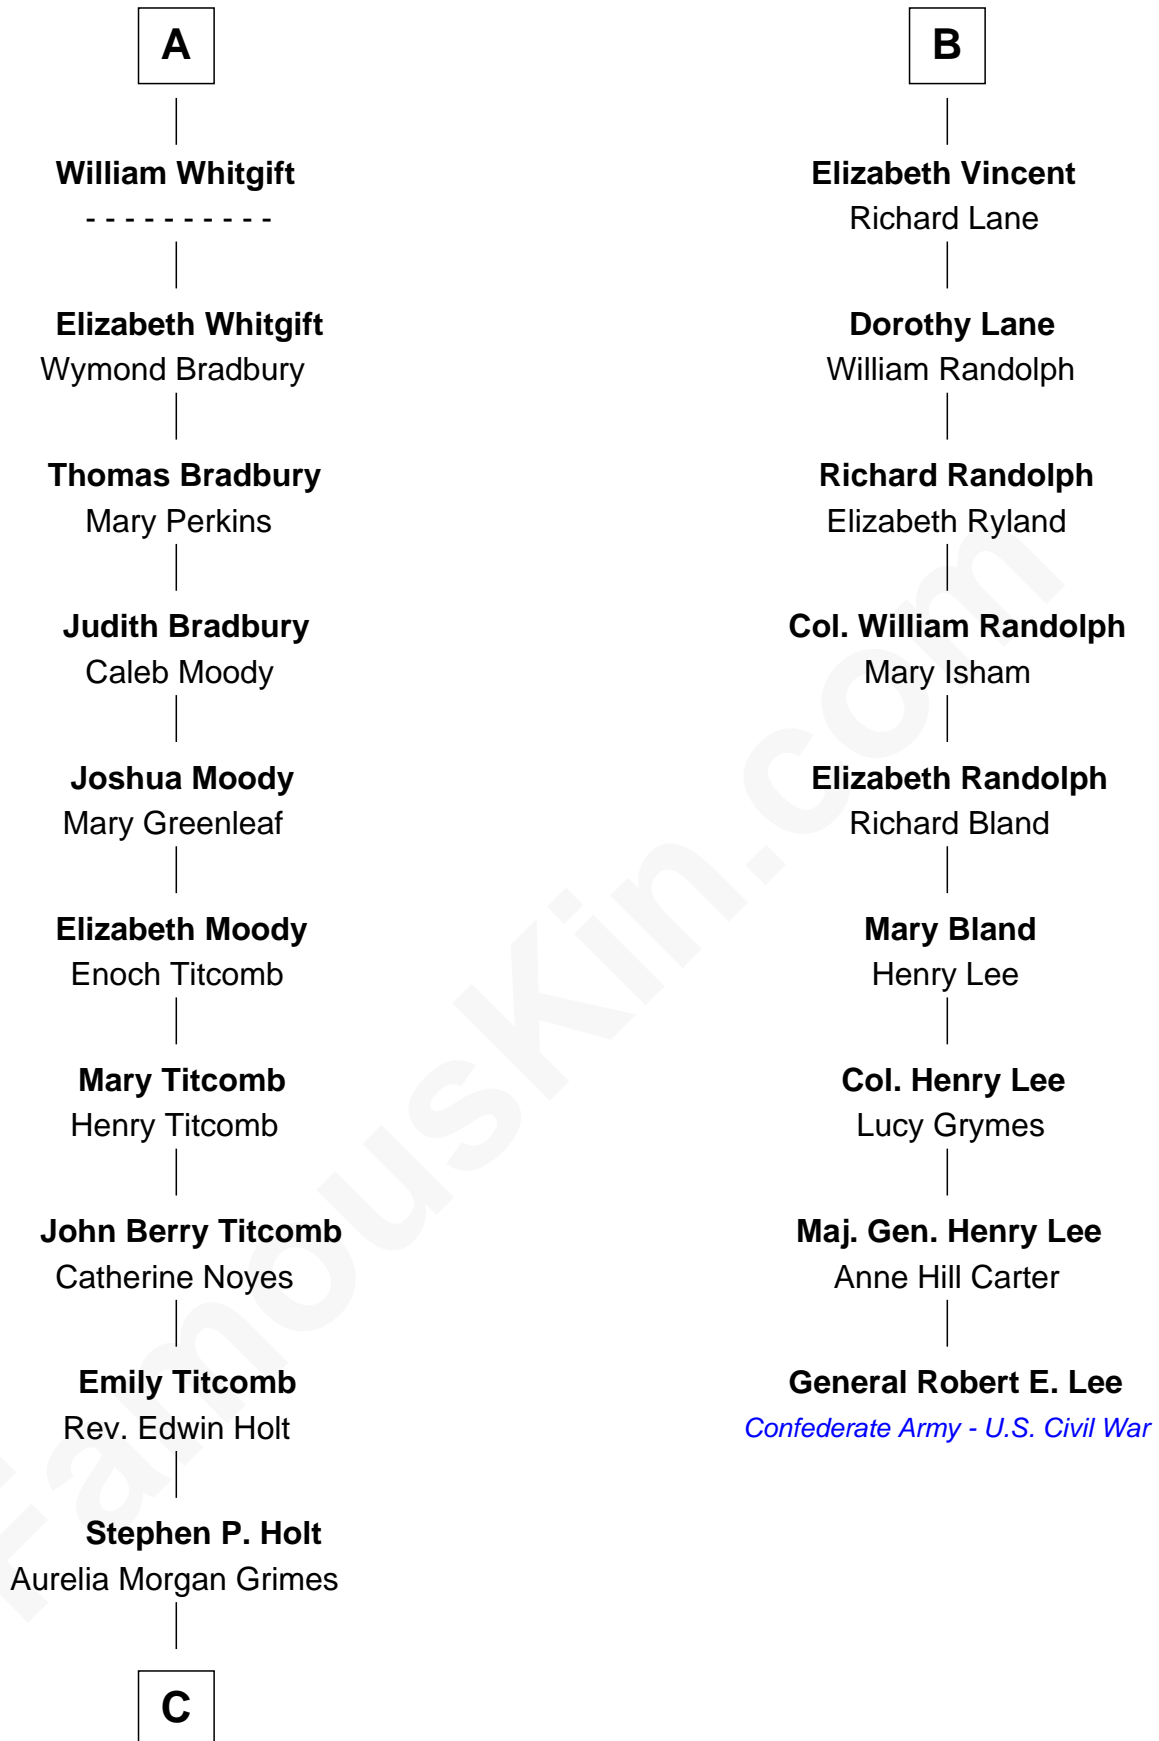 A
William Whitgift
- - - - - - - - - -
Elizabeth Whitgift
Wymond Bradbury
Thomas Bradbury
Mary Perkins
Judith Bradbury
Caleb Moody
Joshua Moody
Mary Greenleaf
Elizabeth Moody
Enoch Titcomb
Mary Titcomb
Henry Titcomb
John Berry Titcomb
Catherine Noyes
Emily Titcomb
Rev. Edwin Holt
Stephen P. Holt
Aurelia Morgan Grimes
C
B
Elizabeth Vincent
Richard Lane
Dorothy Lane
William Randolph
Richard Randolph
Elizabeth Ryland
Col. William Randolph
Mary Isham
Elizabeth Randolph
Richard Bland
Mary Bland
Henry Lee
Col. Henry Lee
Lucy Grymes
Maj. Gen. Henry Lee
Anne Hill Carter
General Robert E. Lee
Confederate Army - U.S. Civil War
FamousKin.com